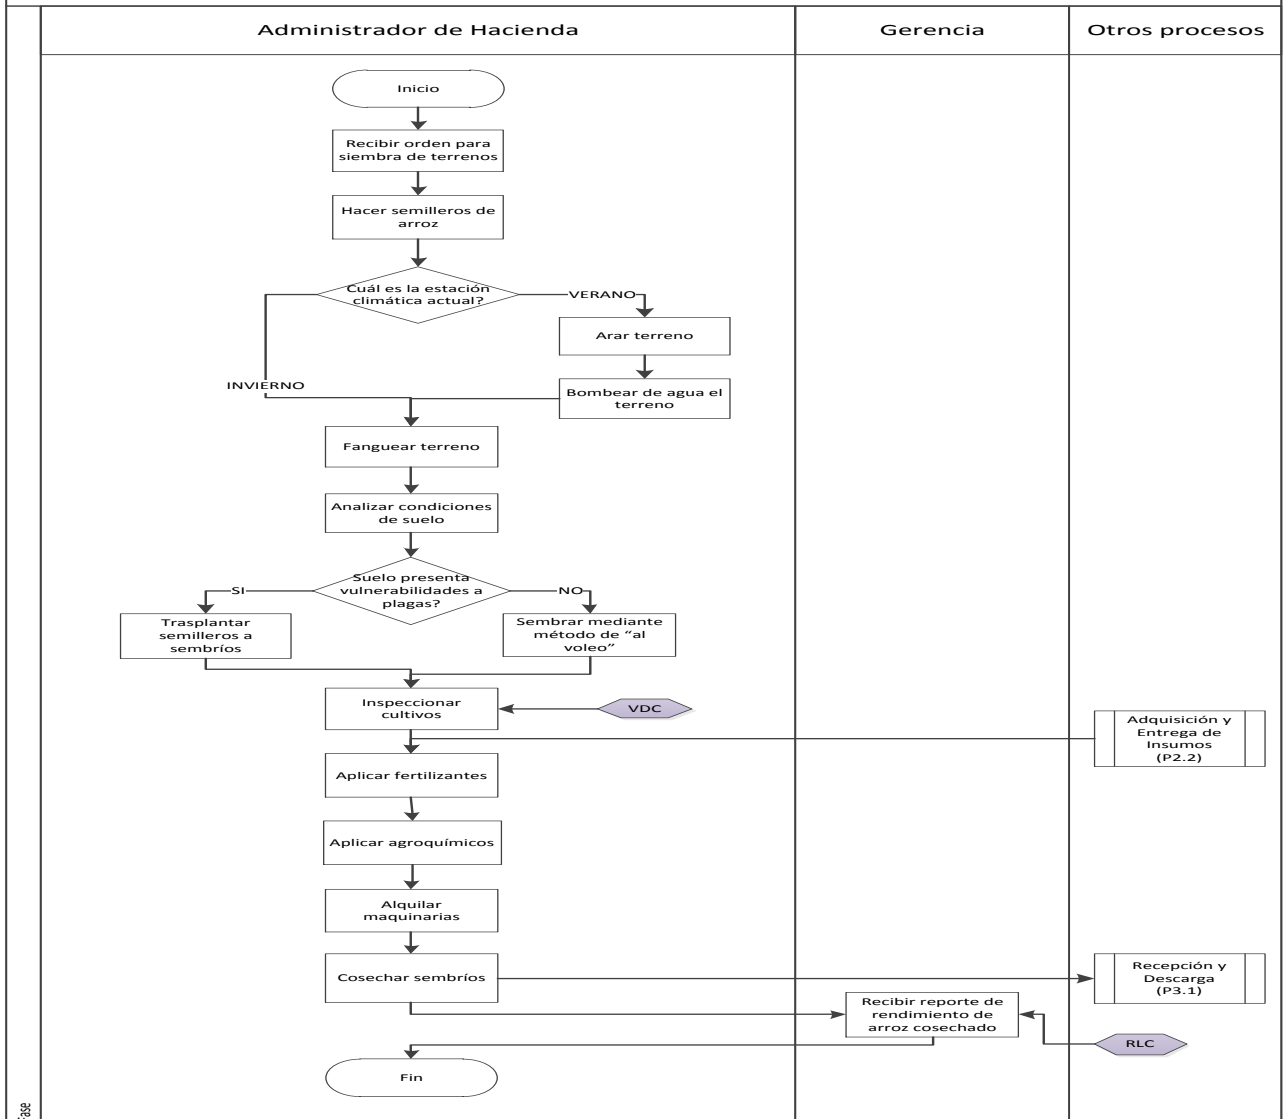 Administrador de Hacienda
Gerencia
Otros procesos
Inicio
Recibir orden para
siembra de terrenos
Hacer semilleros de
arroz
Cuál es la estación
climática actual?
VERANO
Arar terreno
INVIERNO
Bombear de agua el
terreno
Fanguear terreno
Analizar condiciones
de suelo
Suelo presenta
vulnerabilidades a
plagas?
SI
NO
Trasplantar
semilleros a
sembríos
Sembrar mediante
método de “al
voleo”
Inspeccionar
cultivos
VDC
Adquisición y
Entrega de
Insumos
(P2.2)
Aplicar fertilizantes
Aplicar agroquímicos
Alquilar
maquinarias
Cosechar sembríos
Recepción y
Descarga
(P3.1)
Recibir reporte de
rendimiento de
arroz cosechado
RLC
Fin
Fase